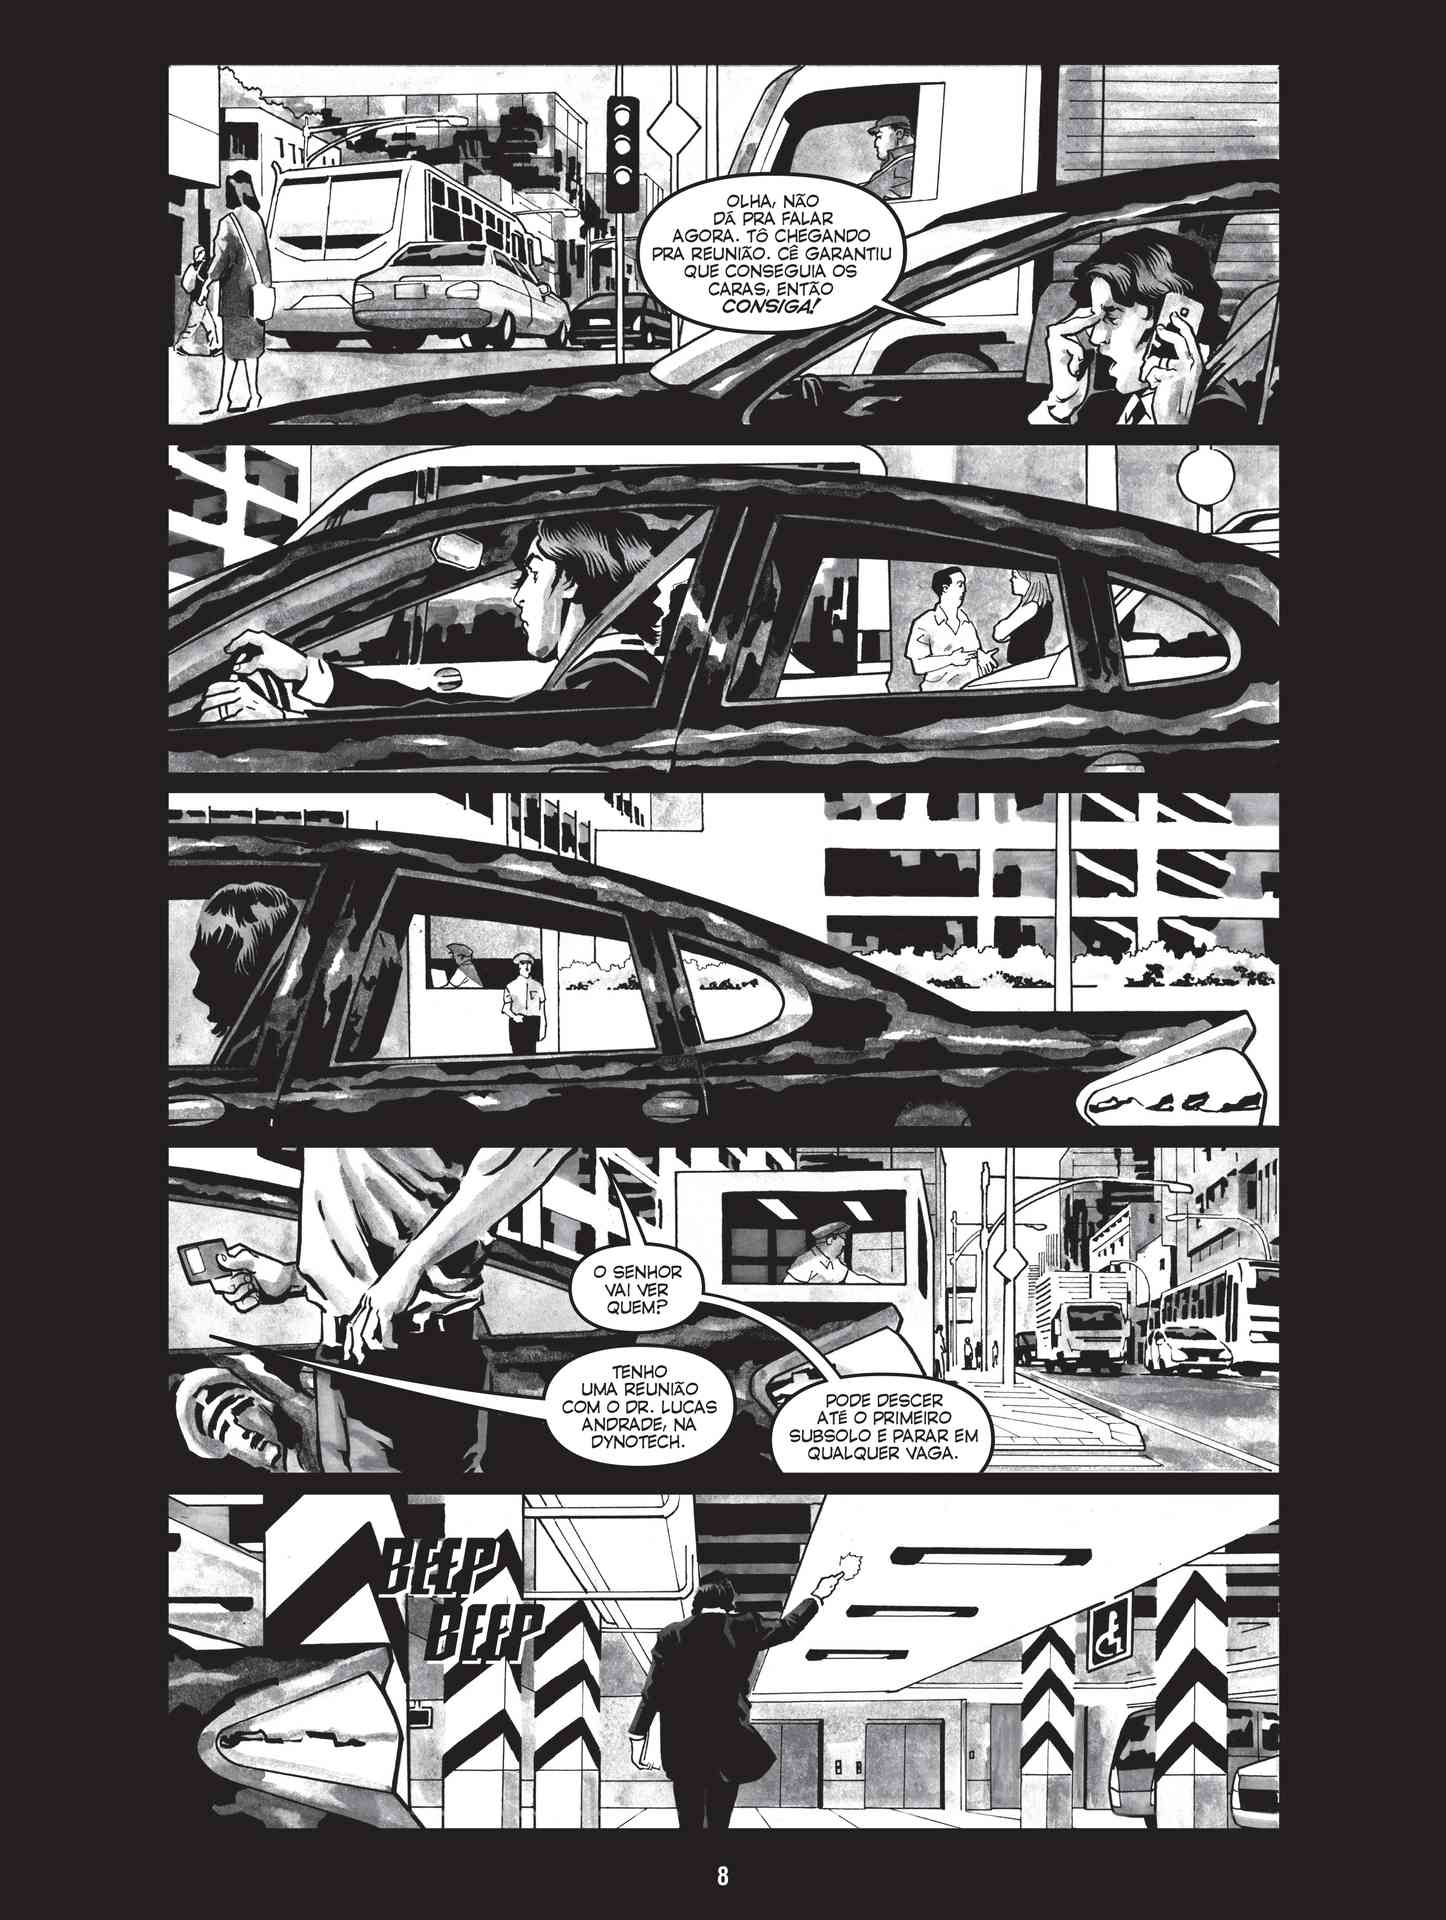 OLHA, NÃO
DÁ PRA FALAR
AGORA. TÔ CHEGANDO
PRA REUNIÃO. CÊ GARANTIU
QUE CONSEGUIA OS
CARAS, ENTÃO
CONSIGA!
O SENHOR
VAI VER
QUEM?
TENHO
UMA REUNIÃO
COM O DR. LUCAS
ANDRADE, NA
DYNOTECH.
PODE DESCER
ATÉ O PRIMEIRO
SUBSOLO E PARAR EM
QUALQUER VAGA.
BEEP
BEEP
8